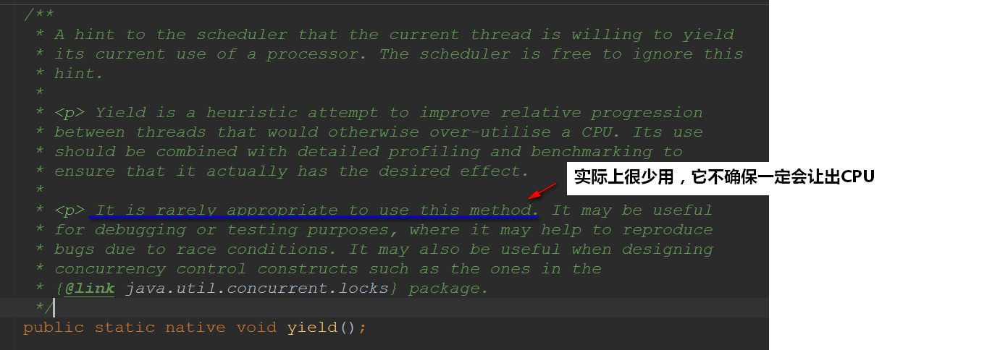 /**
* A hint to the scheduler that the current thread is willing to yield
* its current use of a processor. The scheduler is free to ignore this
* hint.
*
* <p> Yield is a heuristic attempt to improve relative progression
* between threads that would otherwise over-utilise a CPU. Its use
* should be combined with detailed profiling and benchmarking to
* ensure that it actually has the desired effect.
实际上很少用，它不确保一定会让出CPU
*
* <p> It is rarely appropriate to use this method. It may be useful
* for debugging or testing purposes, where it may help to reproduce
* bugs due to race conditions. It may also be useful when designing
* concurrency control constructs such as the ones in the
* {@link java.util.concurrent.locks} package.
*/
public static native void yield();